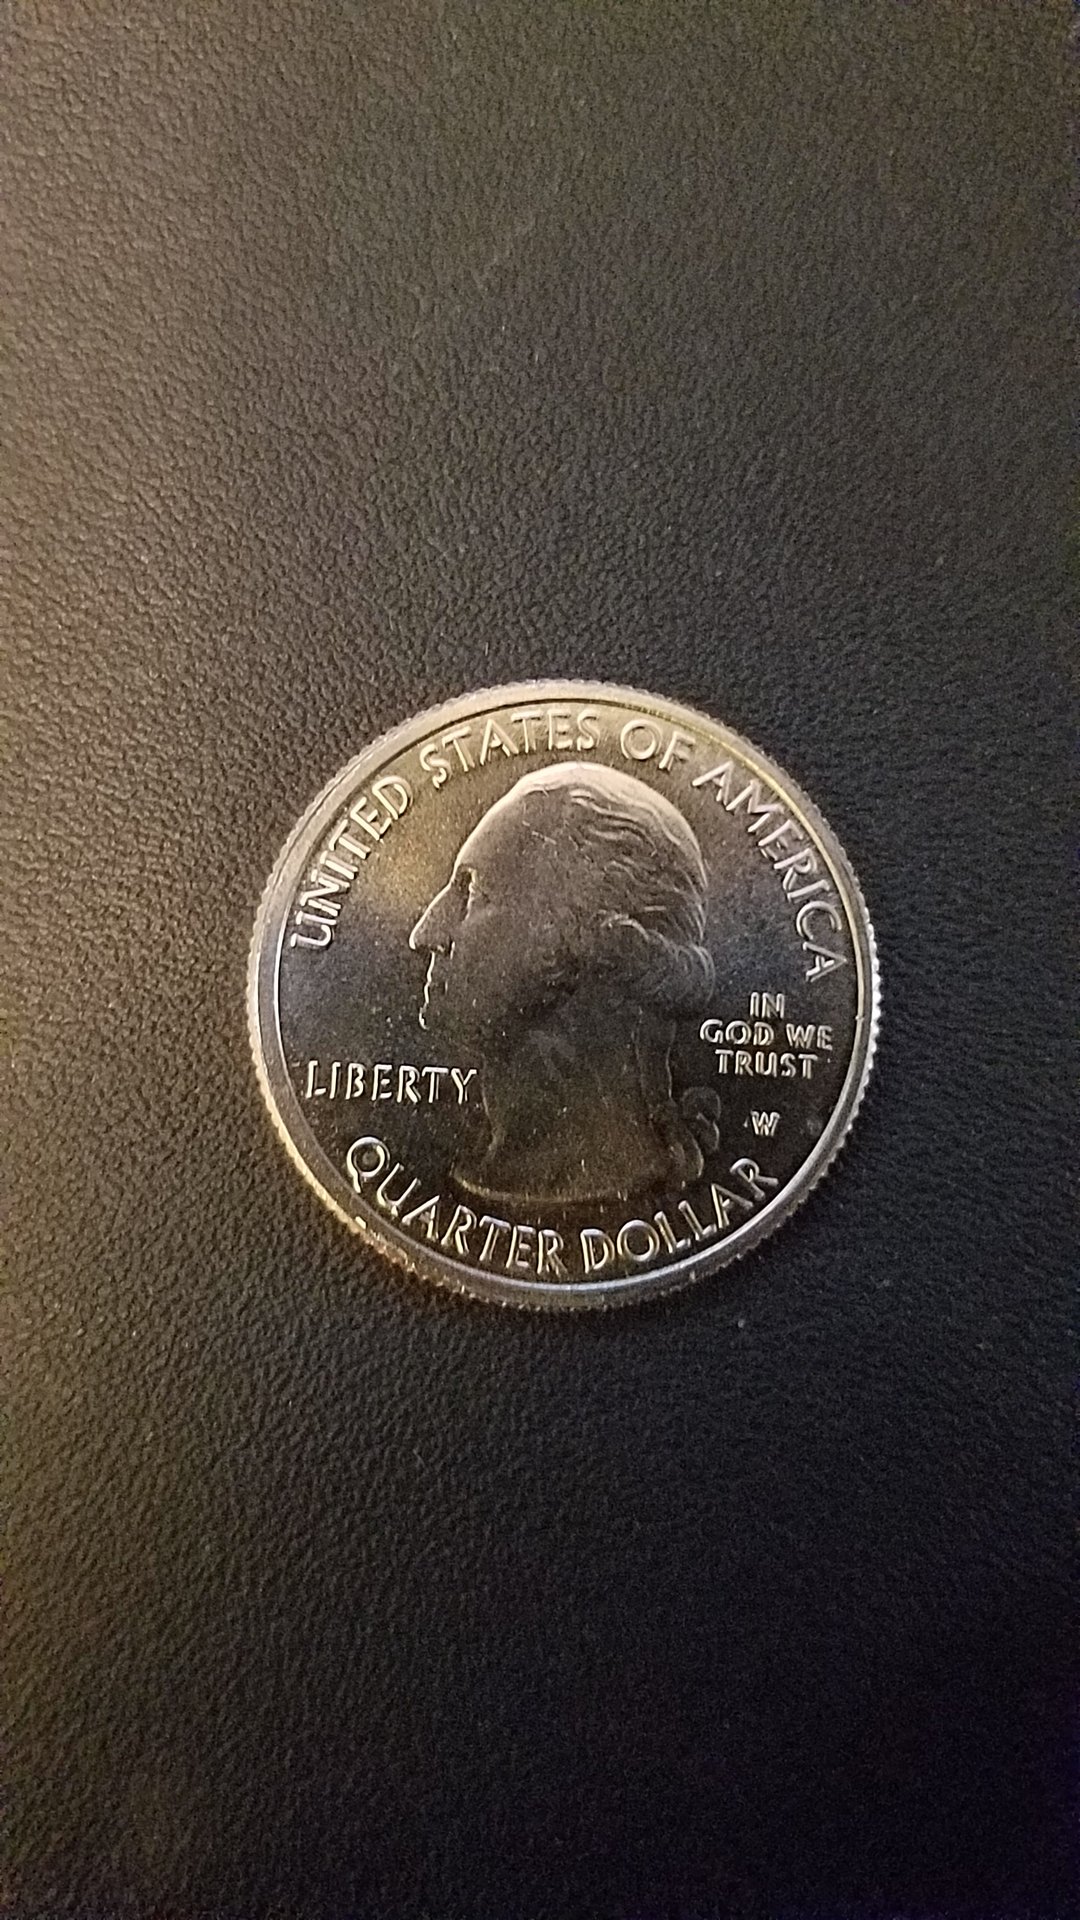 UNITED STATES OF AMERICA
LIBERTY
IN
GOD WE
TRUST
W
QUARTER DOLLAR